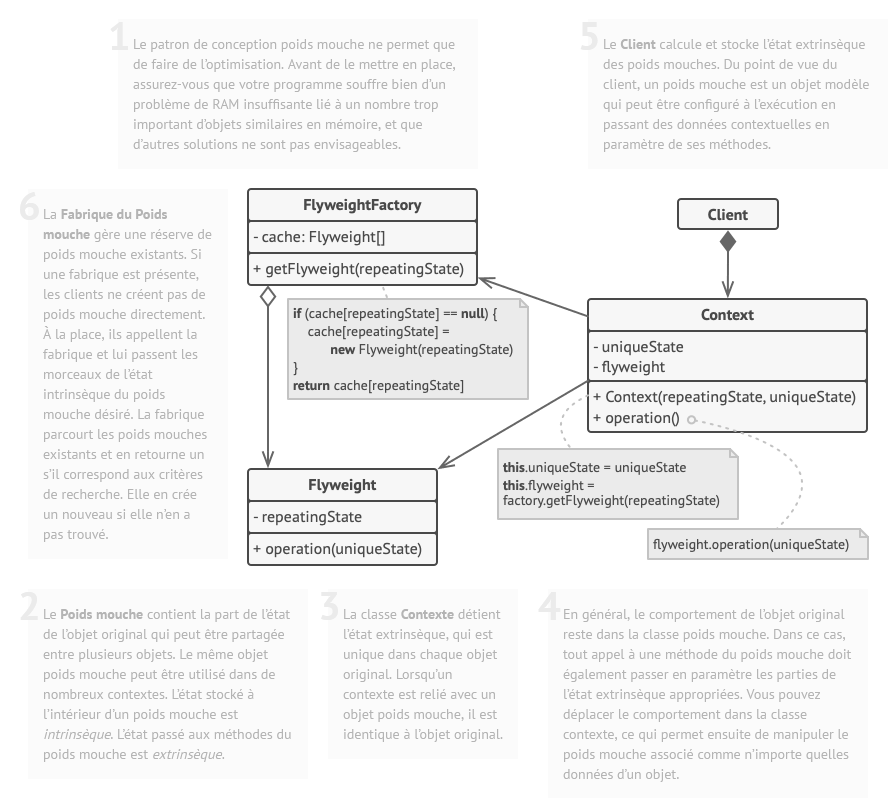 1
Le patron de conception poids mouche ne permet que
de faire de l'optimisation. Avant de le mettre en place,
assurez-vous que votre programme souffre bien d'un
problème de RAM insuffisante lié à un nombre trop
important d'objets similaires en mémoire, et que
d'autres solutions ne sont pas envisageables.
5
Le Client calcule et stocke l'état extrinsèque
des poids mouches. Du point de vue du
client, un poids mouche est un objet modèle
qui peut être configuré à l'exécution en
passant des données contextuelles en
paramètre de ses méthodes.
6
La Fabrique du Poids
mouche gère une réserve de
poids mouche existants. Si
une fabrique est présente,
les clients ne créent pas de
poids mouche directement.
À la place, ils appellent la
fabrique et lui passent les
morceaux de l'état
intrinsèque du poids
mouche désiré. La fabrique
parcourt les poids mouches
existants et en retourne un
s'il correspond aux critères
de recherche. Elle en crée
un nouveau si elle n'en a
pas trouvé.
FlyweightFactory
- cache: Flyweight[]
+ getFlyweight(repeatingState)
if (cache[repeatingState] == null) {
cache[repeatingState] =
new Flyweight(repeatingState)
}
return cache[repeatingState]
Client
Context
- uniqueState
- flyweight
+ Context(repeatingState, uniqueState)
+ operation()
this.uniqueState = uniqueState
this.flyweight =
factory.getFlyweight(repeatingState)
flyweight.operation(uniqueState)
Flyweight
- repeatingState
+ operation(uniqueState)
2
Le Poids mouche contient la part de l'état
de l'objet original qui peut être partagée
entre plusieurs objets. Le même objet
poids mouche peut être utilisé dans de
nombreux contextes. L'état stocké à
l'intérieur d'un poids mouche est
intrinsèque. L'état passé aux méthodes du
poids mouche est extrinsèque.
3
La classe Contexte détient
l'état extrinsèque, qui est
unique dans chaque objet
original. Lorsqu'un
contexte est relié avec un
objet poids mouche, il est
identique à l'objet original.
4
En général, le comportement de l'objet original
reste dans la classe poids mouche. Dans ce cas,
tout appel à une méthode du poids mouche doit
également passer en paramètre les parties de
l'état extrinsèque appropriées. Vous pouvez
déplacer le comportement dans la classe
contexte, ce qui permet ensuite de manipuler le
poids mouche associé comme n'importe quelles
données d'un objet.